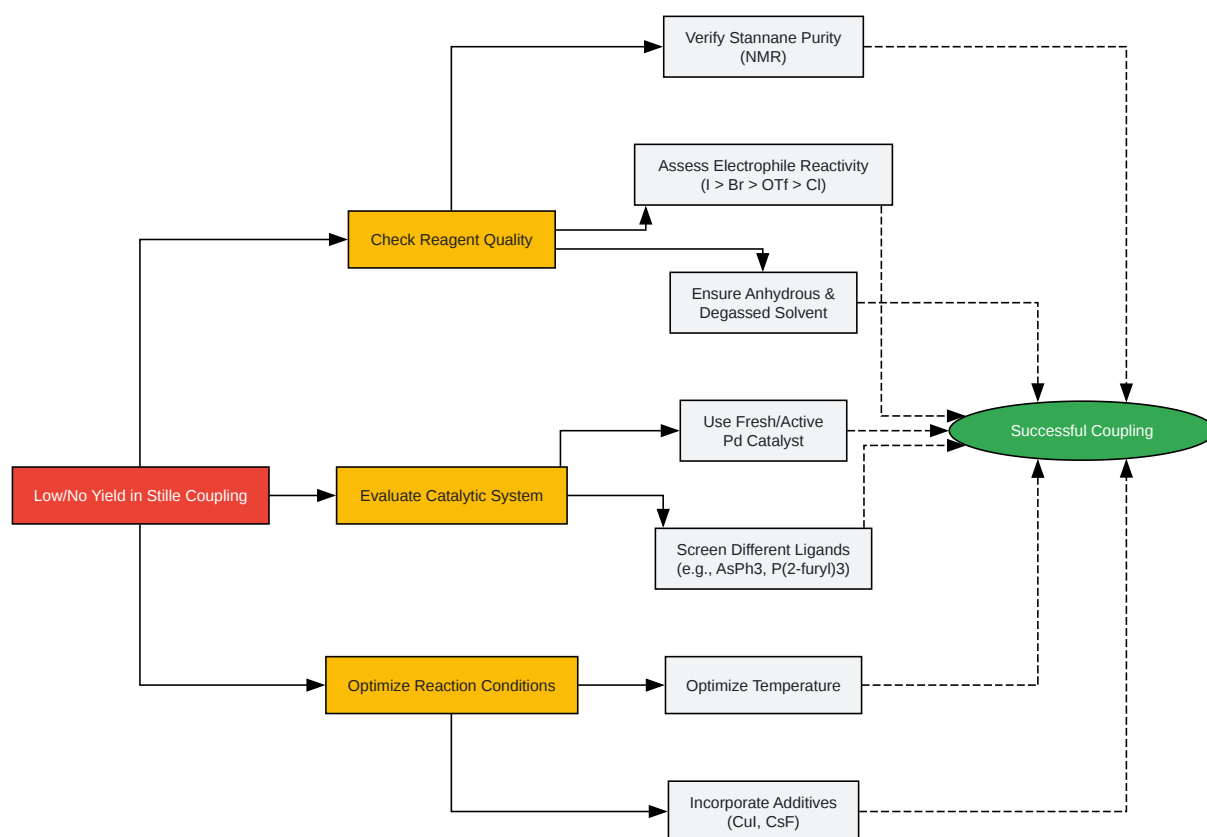 Verify Stannane Purity
(NMR)
Assess Electrophile Reactivity
(I > Br > OTf > Cl)
Check Reagent Quality
Ensure Anhydrous &
Degassed Solvent
Use Fresh/Active
Pd Catalyst
Successful Coupling
Low/No Yield in Stille Coupling
Evaluate Catalytic System
Screen Different Ligands
(e.g., AsPh3, P(2-furyl)3)
Optimize Reaction Conditions
Optimize Temperature
Incorporate Additives
(CuI, CsF)